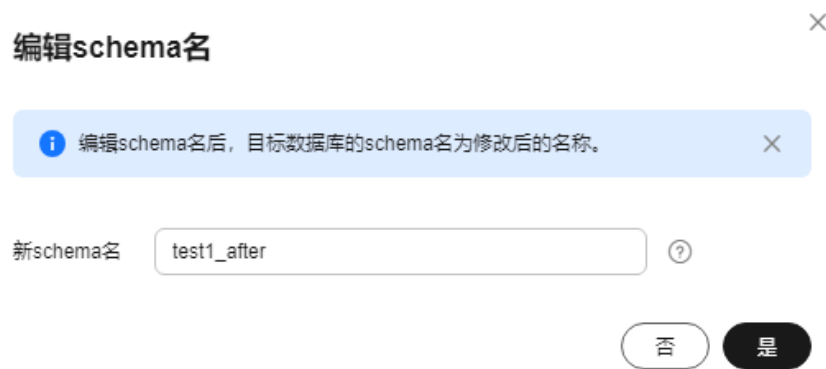 编辑schema名
编辑schema名后，目标数据库的schema名为修改后的名称。
新schema名 test1_after
否 是